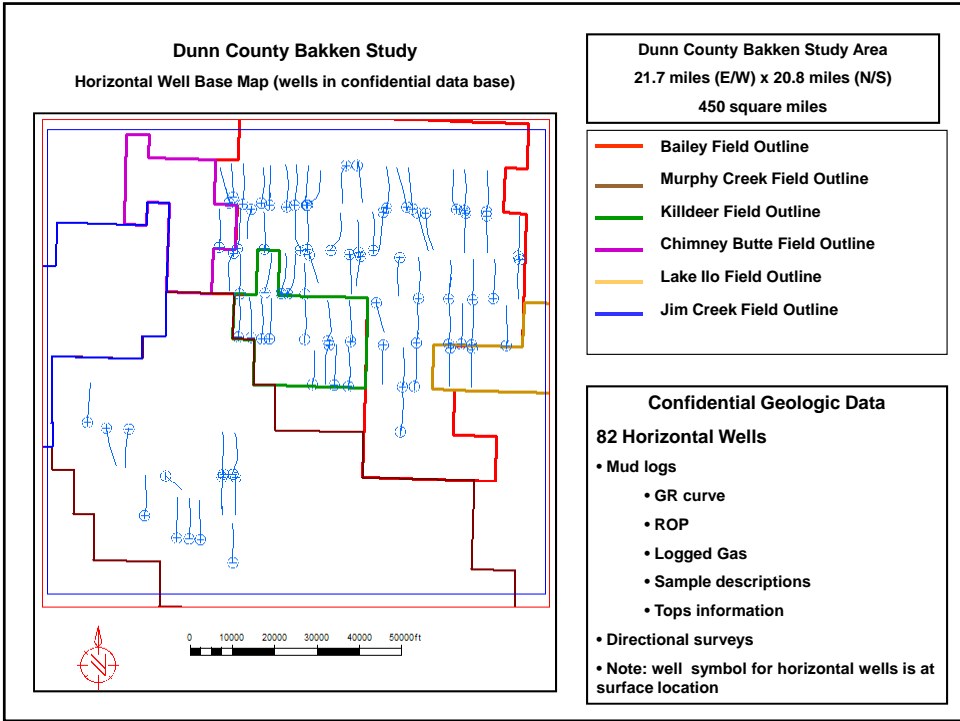 Dunn County Bakken Study
Horizontal Well Base Map (wells in confidential data base)
0 10000 20000 30000 40000 50000ft
N
Dunn County Bakken Study Area
21.7 miles (E/W) x 20.8 miles (N/S)
450 square miles
Bailey Field Outline
Murphy Creek Field Outline
Killdeer Field Outline
Chimney Butte Field Outline
Lake Ilo Field Outline
Jim Creek Field Outline
Confidential Geologic Data
82 Horizontal Wells
• Mud logs
• GR curve
• ROP
• Logged Gas
• Sample descriptions
• Tops information
• Directional surveys
• Note: well symbol for horizontal wells is at
surface location